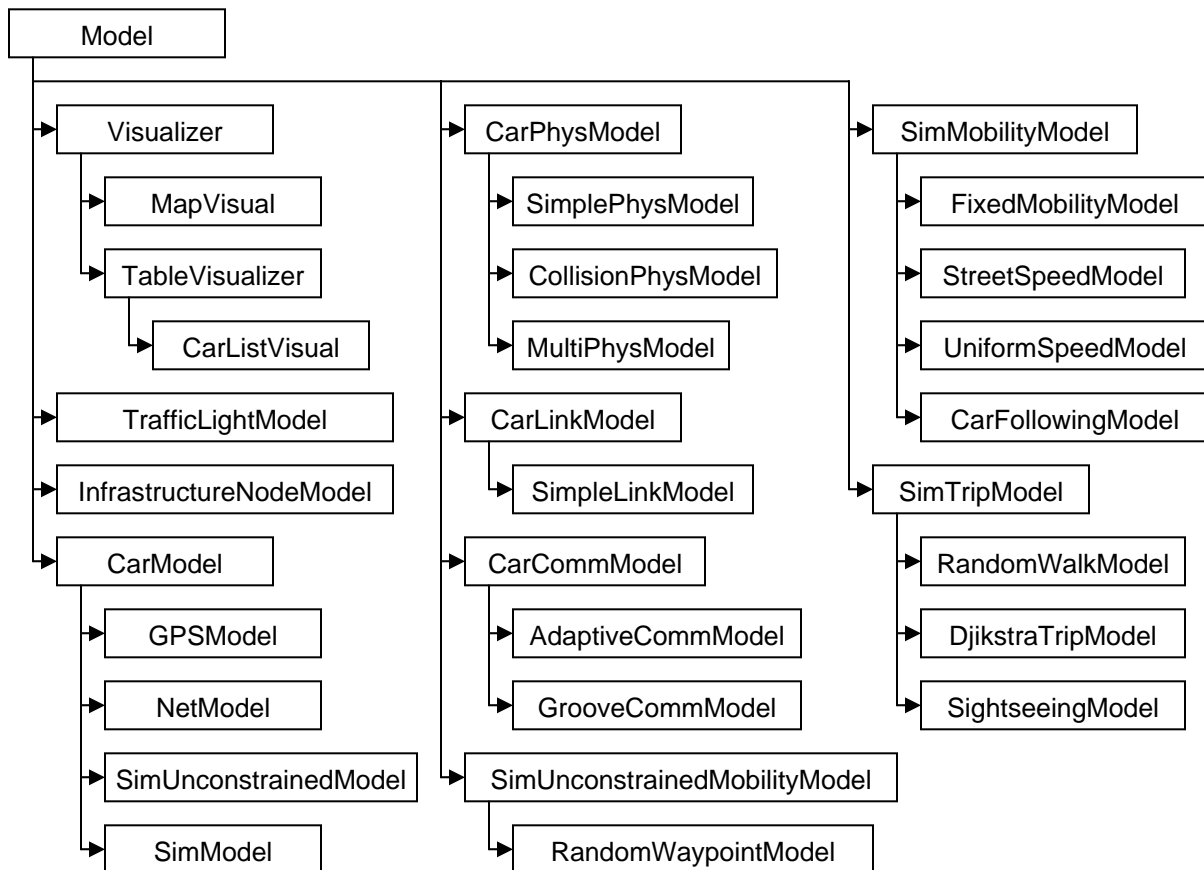 Model
Visualizer
MapVisual
TableVisualizer
CarListVisual
TrafficLightModel
InfrastructureNodeModel
CarModel
GPSModel
NetModel
SimUnconstrainedModel
SimModel
CarPhysModel
SimplePhysModel
CollisionPhysModel
MultiPhysModel
CarLinkModel
SimpleLinkModel
CarCommModel
AdaptiveCommModel
GrooveCommModel
SimUnconstrainedMobilityModel
RandomWaypointModel
SimMobilityModel
FixedMobilityModel
StreetSpeedModel
UniformSpeedModel
CarFollowingModel
SimTripModel
RandomWalkModel
DjikstraTripModel
SightseeingModel